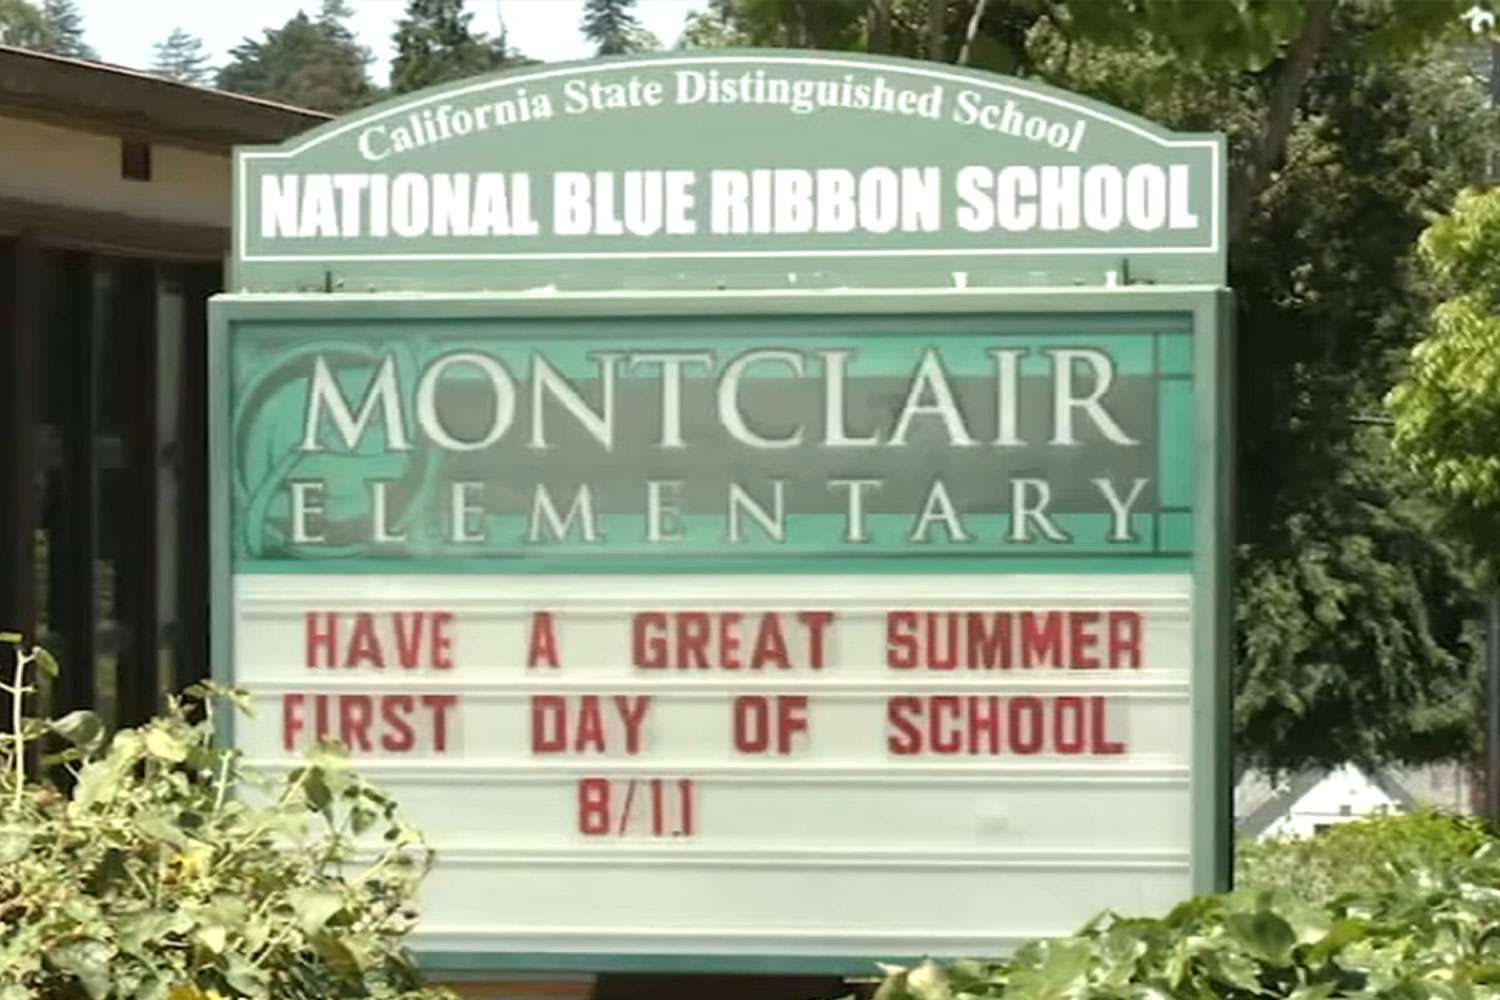 California State Distinguished School
NATIONAL BLUE RIBBON SCHOOL
MONTCLAIR
ELEMENTARY
HAVE A GREAT SUMMER
FIRST DAY OF SCHOOL
8/11